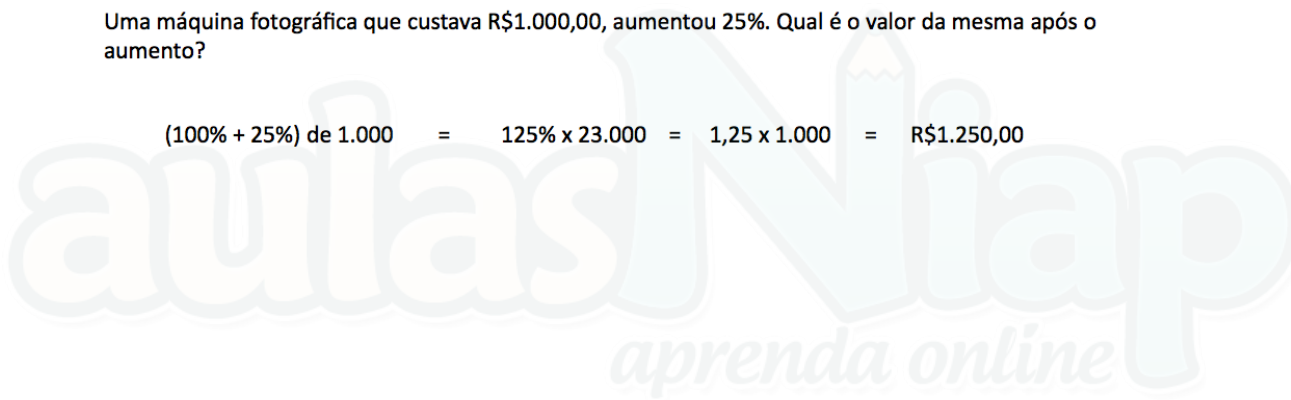 Uma máquina fotográfica que custava R$1.000,00, aumentou 25%. Qual é o valor da mesma após o
aumento?
(100% + 25%) de 1.000 = 125% x 23.000 = 1,25 x 1.000 = R$1.250,00
aulasNiap
aprenda online